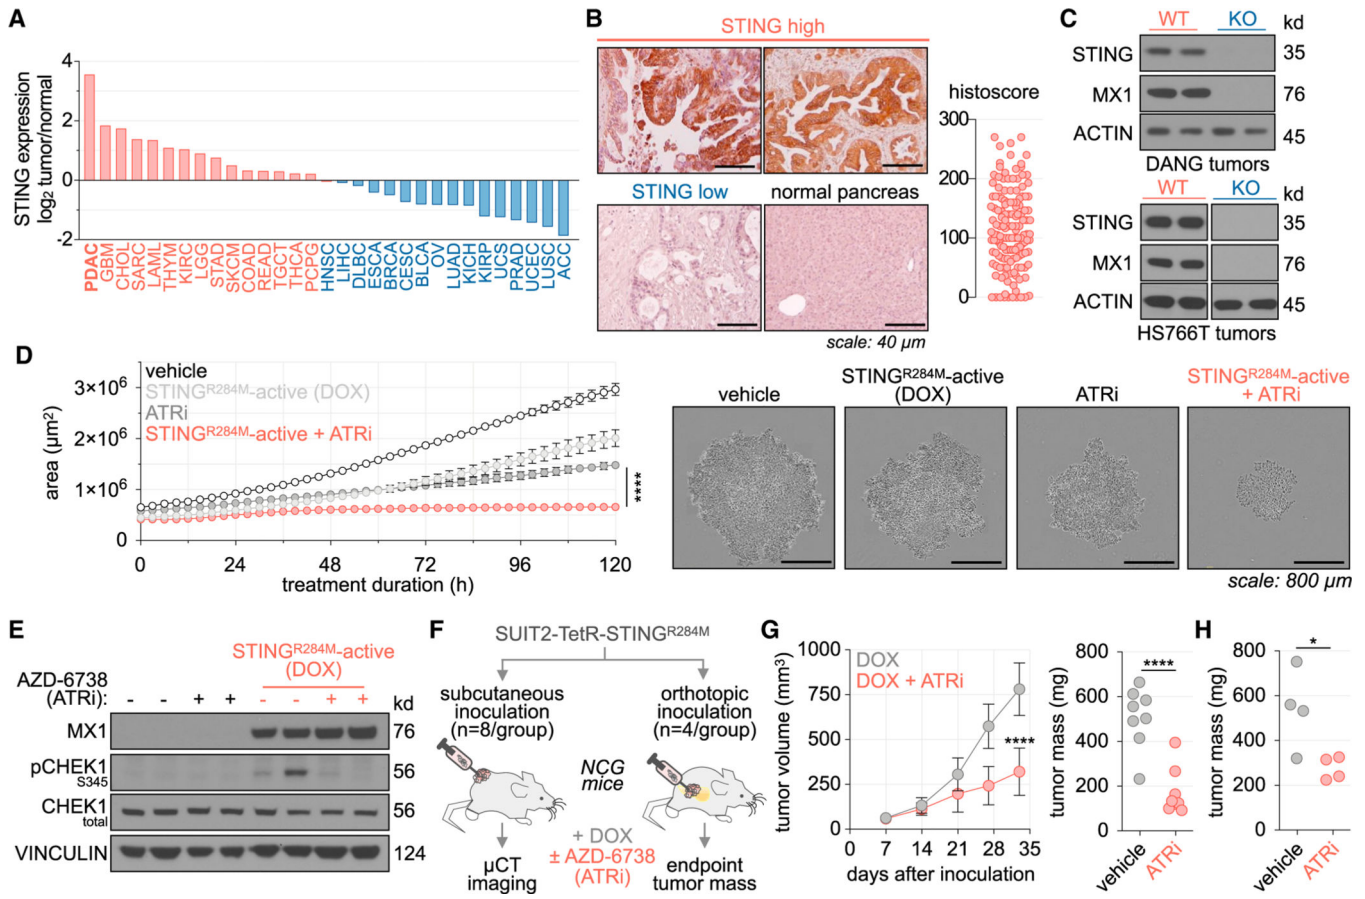 A
STING expression
log2 tumor/normal
4
2
0
-2
PDAC
GBM
CHOL
SARC
LAML
THYM
KIRC
LGG
STAD
SKCM
COAD
READ
TGCT
THCA
PCPG
HNSC
LIHC
DLBC
ESCA
BRCA
CESC
BLCA
OV
LUAD
KICH
KIRP
UCS
PRAD
UCEC
LUSC
ACC
B
STING high
STING low
normal pancreas
scale: 40 µm
histoscore
300
200
100
0
C
WT KO kd
STING 35
MX1 76
ACTIN 45
DANG tumors
WT KO kd
STING 35
MX1 76
ACTIN 45
HS766T tumors
D
vehicle
STINGR284M-active (DOX)
ATRi
STINGR284M-active + ATRi
area (µm2)
3×10⁶
2×10⁶
1×10⁶
0
0 24 48 72 96 120
treatment duration (h)
****
vehicle
STINGR284M-active
(DOX)
ATRi
STINGR284M-active
+ ATRi
scale: 800 µm
E
STINGR284M-active
(DOX)
AZD-6738
(ATRi):
- - + + - - + +
kd
MX1 76
pCHEK1 56
S345
CHEK1 56
total
VINCULIN 124
F
SUIT2-TetR-STINGR284M
subcutaneous
inoculation
(n=8/group)
orthotopic
inoculation
(n=4/group)
NCG
mice
+ DOX
± AZD-6738
(ATRi)
µCT
imaging
endpoint
tumor mass
G
tumor volume (mm3)
1000
750
500
250
0
DOX
DOX + ATRi
****
0 7 14 21 28 35
days after inoculation
tumor mass (mg)
800
600
400
200
0
****
vehicle
ATRi
H
tumor mass (mg)
800
600
400
200
0
*
vehicle
ATRi